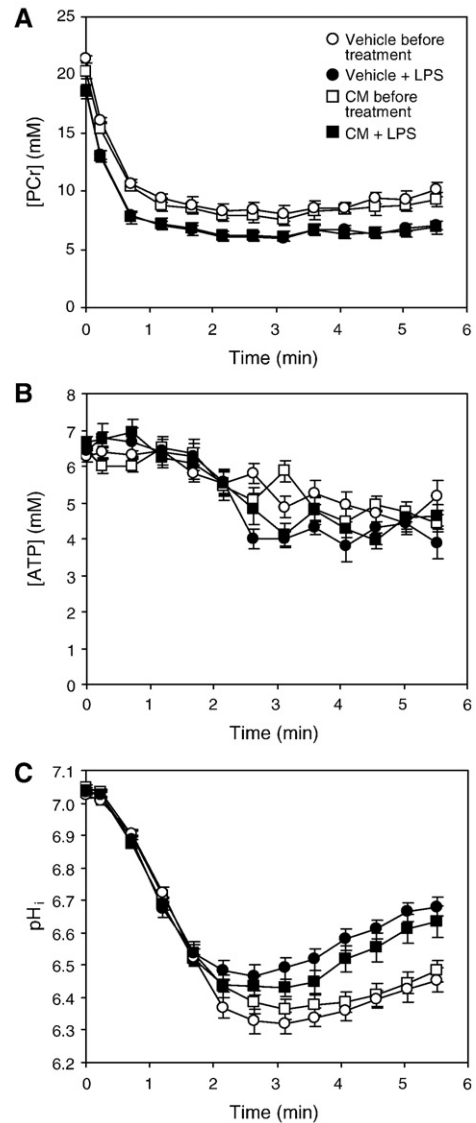 A
25
20
15
10
5
0
[PCr] (mM)
Vehicle before
treatment
Vehicle + LPS
CM before
treatment
CM + LPS
0 1 2 3 4 5 6
Time (min)
B
8
7
6
5
4
3
2
1
0
[ATP] (mM)
0 1 2 3 4 5 6
Time (min)
C
7.1
7.0
6.9
6.8
6.7
6.6
6.5
6.4
6.3
6.2
pHi
0 1 2 3 4 5 6
Time (min)